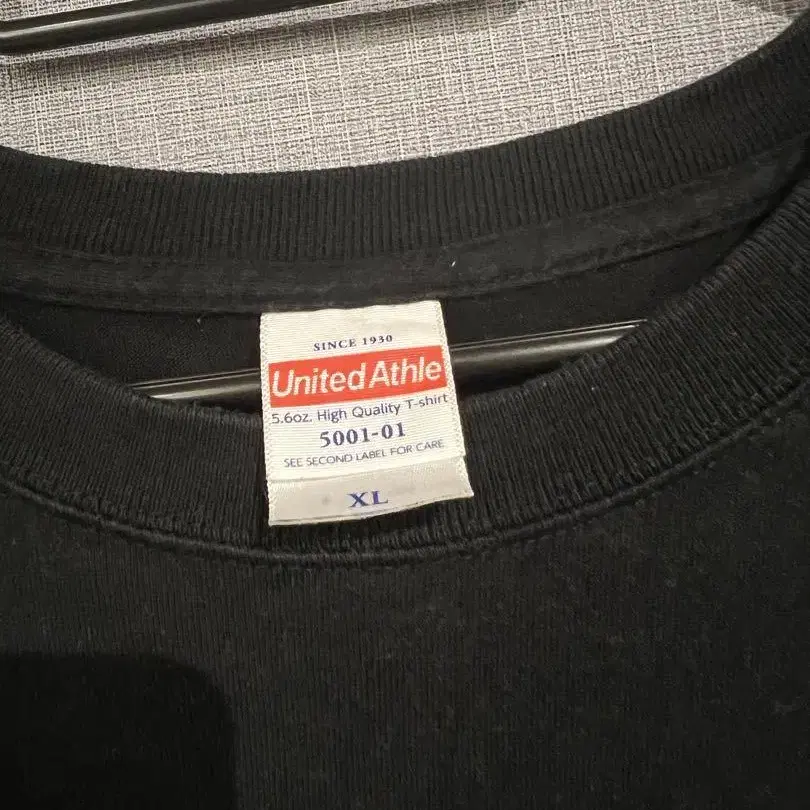 SINCE 1930
United Athle
5.6oz. High Quality T-shirt
5001-01
SEE SECOND LABEL FOR CARE
XL